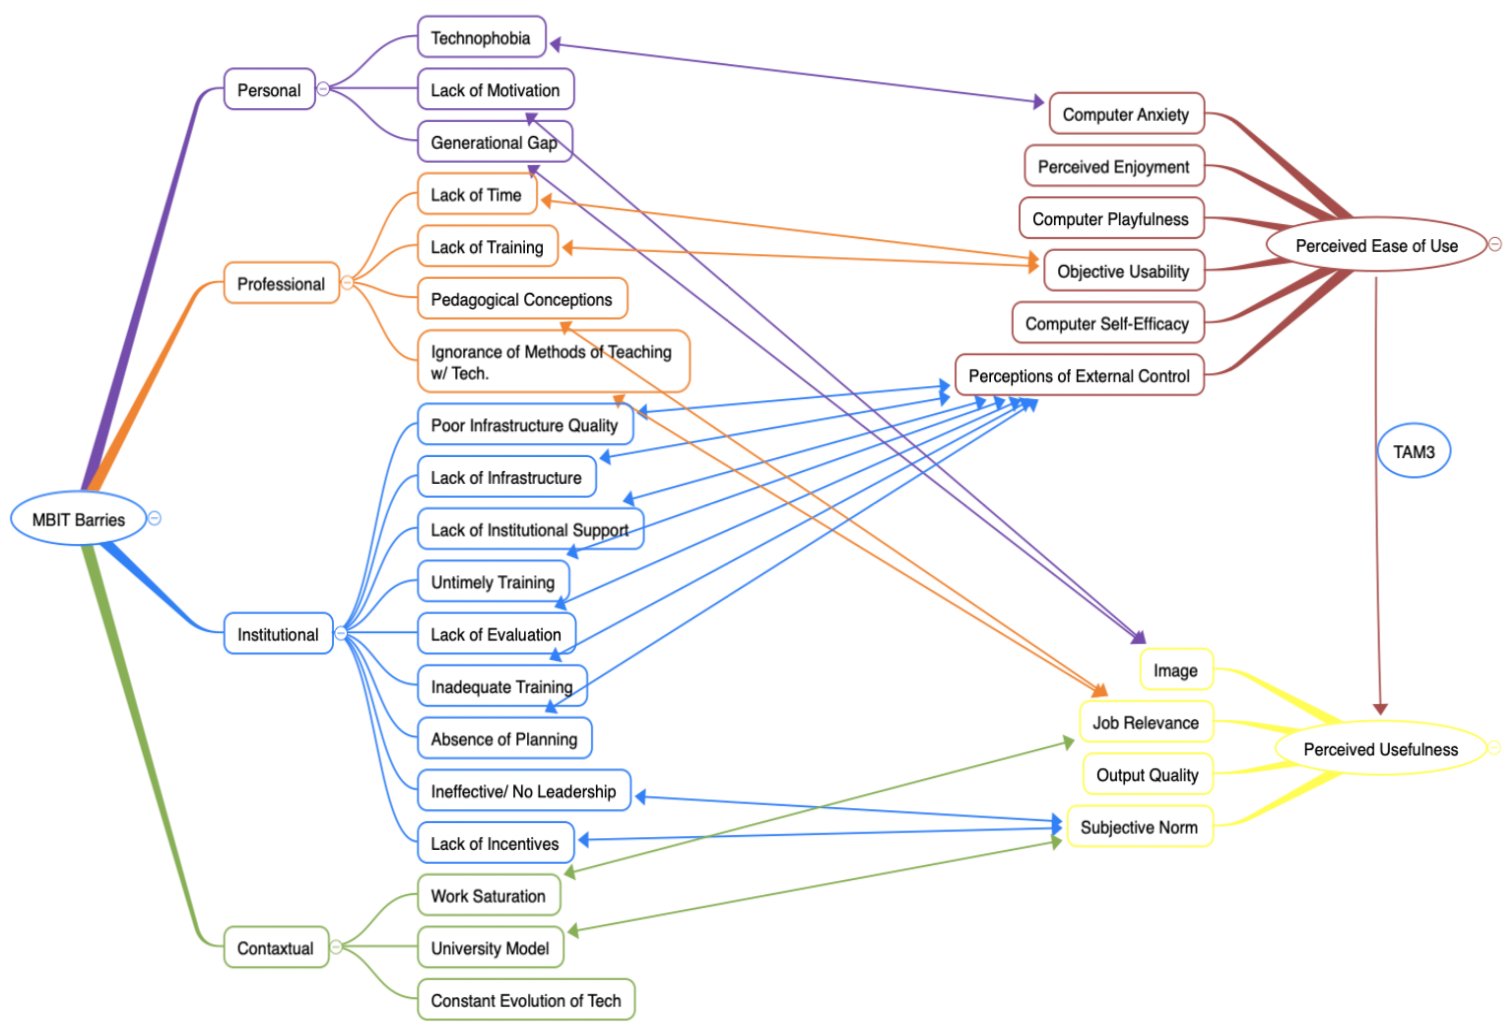 MBIT Barries
Personal
Technophobia
Lack of Motivation
Generational Gap
Professional
Lack of Time
Lack of Training
Pedagogical Conceptions
Ignorance of Methods of Teaching
w/ Tech.
Institutional
Poor Infrastructure Quality
Lack of Infrastructure
Lack of Institutional Support
Untimely Training
Lack of Evaluation
Inadequate Training
Absence of Planning
Ineffective/ No Leadership
Lack of Incentives
Contaxtual
Work Saturation
University Model
Constant Evolution of Tech
Computer Anxiety
Perceived Enjoyment
Computer Playfulness
Objective Usability
Computer Self-Efficacy
Perceptions of External Control
Perceived Ease of Use
TAM3
Image
Job Relevance
Output Quality
Subjective Norm
Perceived Usefulness